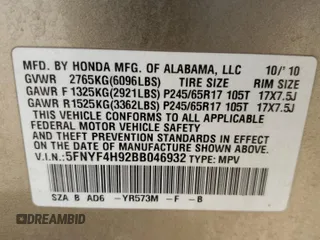 MFD. BY HONDA MFG. OF ALABAMA, LLC 10/'10
GVWR 2765KG(6096LBS) TIRE SIZE RIM SIZE
GAWR F 1325KG(2921LBS) P245/65R17 105T 17X7.5J
GAWR R1525KG(3362LBS) P245/65R17 105T 17X7.5J
THIS VEHICLE CONFORMS TO ALL APPLICABLE
FEDERAL MOTOR VEHICLE SAFETY, BUMPER,
AND THEFT PREVENTION STANDARDS IN EFFECT
ON THE DATE OF MANUFACTURE SHOWN ABOVE.
V.I.N.:5FNYF4H92BB046932 TYPE:MPV
SZA B AD6 -YR573M -F -B
DREAMBID